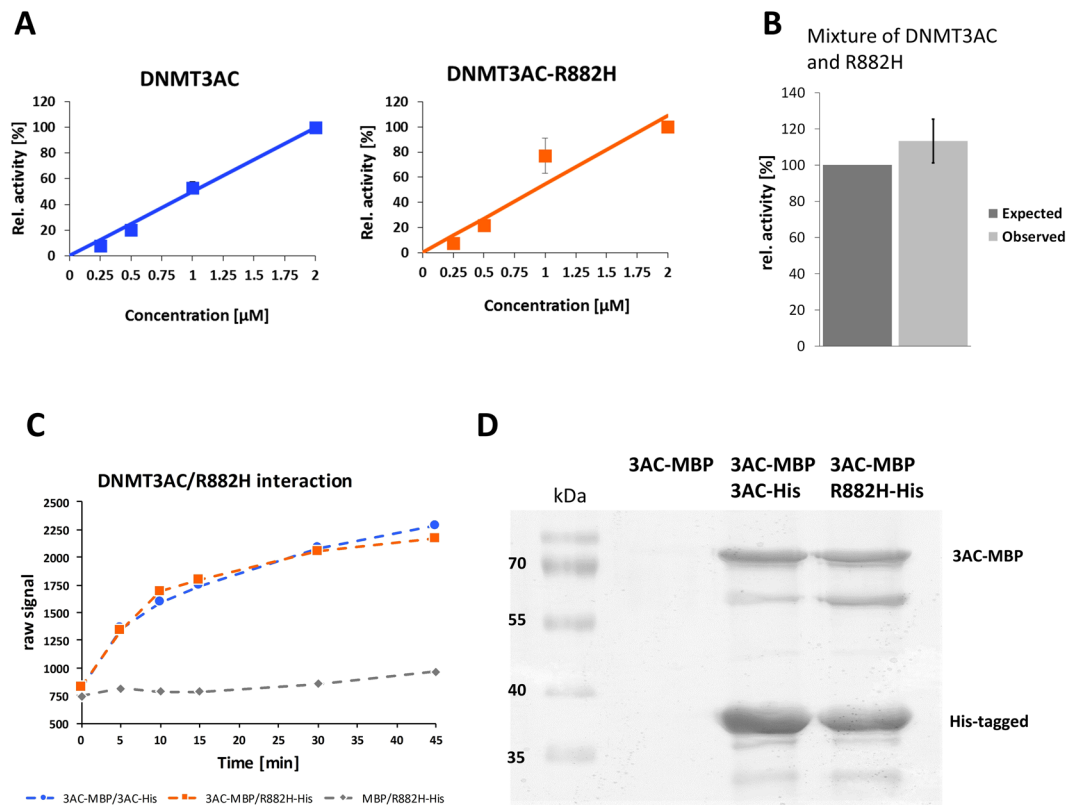 A
DNMT3AC
Rel. activity [%]
120
100
80
60
40
20
0
0 0.25 0.5 0.75 1 1.25 1.5 1.75 2
Concentration [µM]
DNMT3AC-R882H
Rel. activity [%]
120
100
80
60
40
20
0
0 0.25 0.5 0.75 1 1.25 1.5 1.75 2
Concentration [µM]
B
Mixture of DNMT3AC
and R882H
rel. activity [%]
140
120
100
80
60
40
20
0
Expected
Observed
C
DNMT3AC/R882H interaction
raw signal
2500
2250
2000
1750
1500
1250
1000
750
500
0 5 10 15 20 25 30 35 40 45
Time [min]
3AC-MBP/3AC-His 3AC-MBP/R882H-His MBP/R882H-His
D
3AC-MBP 3AC-MBP 3AC-MBP
3AC-His R882H-His
kDa
70
55
40
35
3AC-MBP
His-tagged